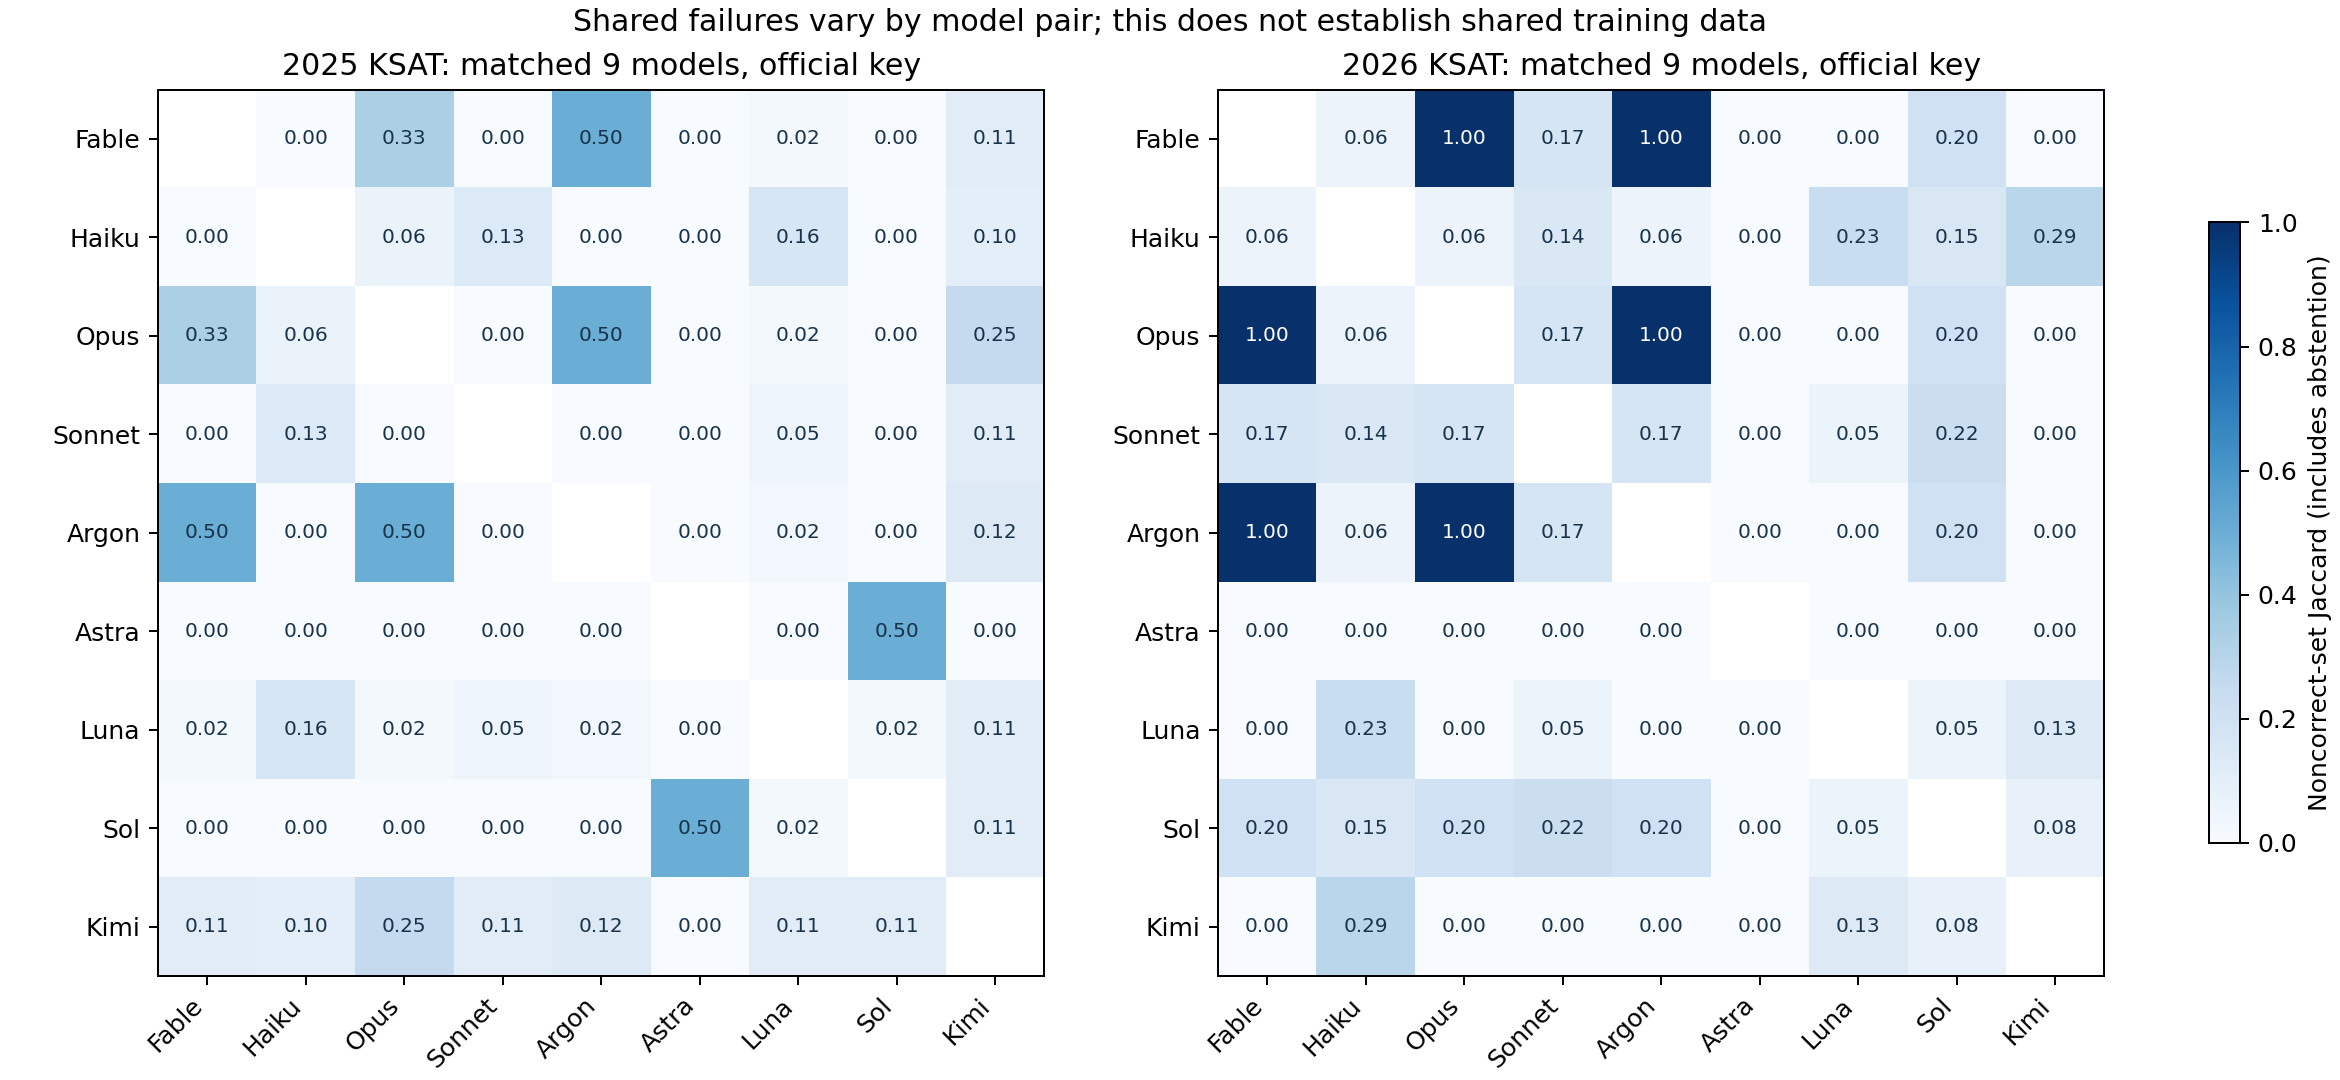 Shared failures vary by model pair; this does not establish shared training data
2025 KSAT: matched 9 models, official key
Fable 0.00 0.33 0.00 0.50 0.00 0.02 0.00 0.11
Haiku 0.00 0.06 0.13 0.00 0.00 0.16 0.00 0.10
Opus 0.33 0.06 0.00 0.50 0.00 0.02 0.00 0.25
Sonnet 0.00 0.13 0.00 0.00 0.00 0.05 0.00 0.11
Argon 0.50 0.00 0.50 0.00 0.00 0.02 0.00 0.12
Astra 0.00 0.00 0.00 0.00 0.00 0.00 0.50 0.00
Luna 0.02 0.16 0.02 0.05 0.02 0.00 0.02 0.11
Sol 0.00 0.00 0.00 0.00 0.00 0.50 0.02 0.11
Kimi 0.11 0.10 0.25 0.11 0.12 0.00 0.11 0.11
Fable Haiku Opus Sonnet Argon Astra Luna Sol Kimi
2026 KSAT: matched 9 models, official key
Fable 0.06 1.00 0.17 1.00 0.00 0.00 0.20 0.00
Haiku 0.06 0.06 0.14 0.06 0.00 0.23 0.15 0.29
Opus 1.00 0.06 0.17 1.00 0.00 0.00 0.20 0.00
Sonnet 0.17 0.14 0.17 0.17 0.00 0.05 0.22 0.00
Argon 1.00 0.06 1.00 0.17 0.00 0.00 0.20 0.00
Astra 0.00 0.00 0.00 0.00 0.00 0.00 0.00 0.00
Luna 0.00 0.23 0.00 0.05 0.00 0.00 0.05 0.13
Sol 0.20 0.15 0.20 0.22 0.20 0.00 0.05 0.08
Kimi 0.00 0.29 0.00 0.00 0.00 0.00 0.13 0.08
Fable Haiku Opus Sonnet Argon Astra Luna Sol Kimi
1.0
0.8
0.6
0.4
0.2
0.0
Noncorrect-set Jaccard (includes abstention)